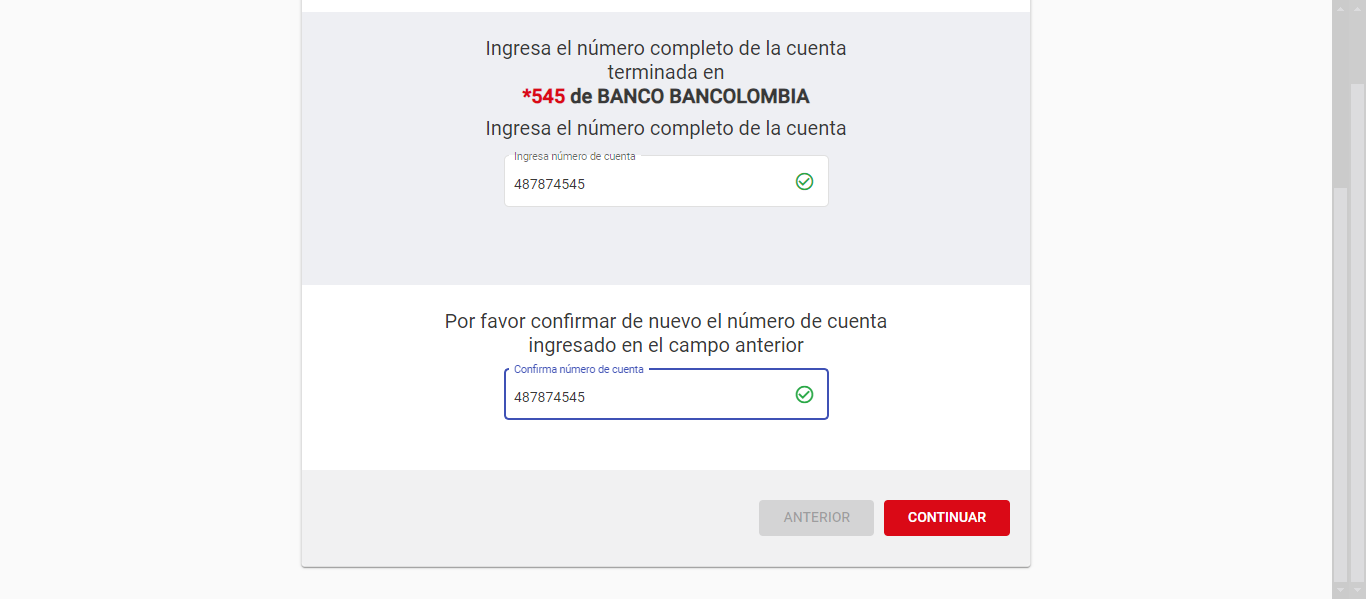 Ingresa el número completo de la cuenta
terminada en
*545 de BANCO BANCOLOMBIA
Ingresa el número completo de la cuenta
Ingresa número de cuenta
487874545
Por favor confirmar de nuevo el número de cuenta
ingresado en el campo anterior
Confirma número de cuenta
487874545
ANTERIOR
CONTINUAR